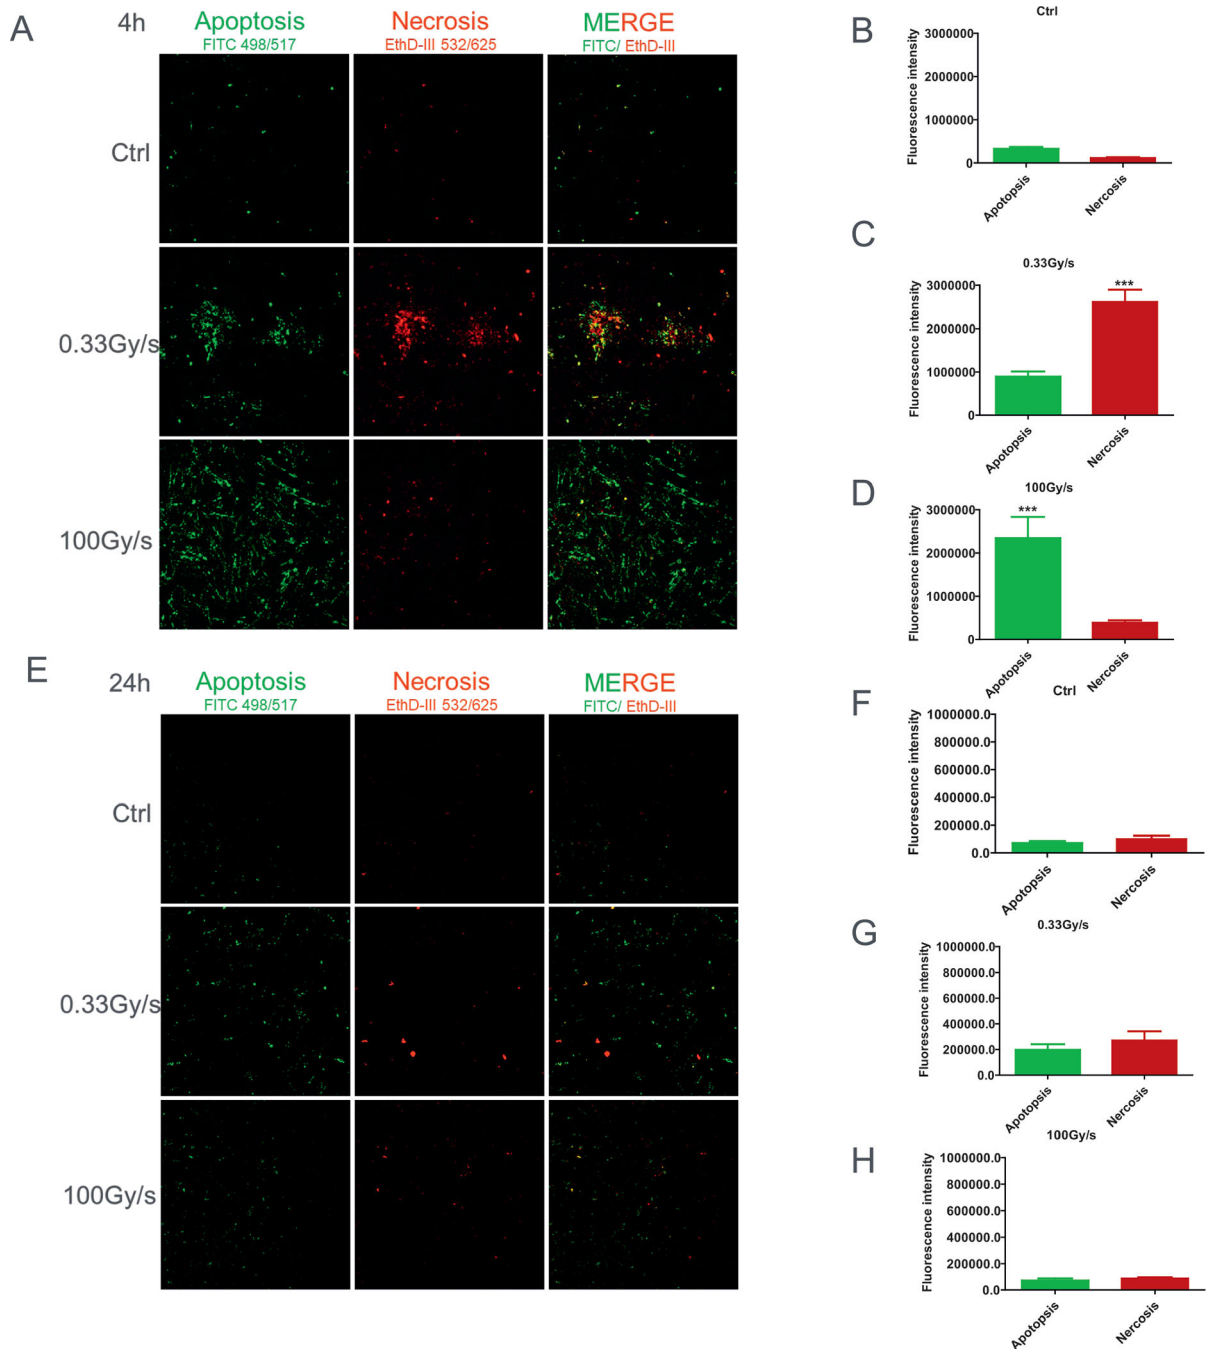 A
4h
Apoptosis
FITC 498/517
Necrosis
EthD-III 532/625
MERGE
FITC/ EthD-III
Ctrl
0.33Gy/s
100Gy/s
B
Ctrl
Fluorescence intensity
3000000
2000000
1000000
0
Apotopsis
Nercosis
C
0.33Gy/s
Fluorescence intensity
3000000
2000000
1000000
0
***
Apotopsis
Nercosis
D
100Gy/s
Fluorescence intensity
3000000
2000000
1000000
0
***
Apotopsis
Nercosis
E
24h
Apoptosis
FITC 498/517
Necrosis
EthD-III 532/625
MERGE
FITC/ EthD-III
Ctrl
0.33Gy/s
100Gy/s
F
Ctrl
Fluorescence intensity
1000000.0
800000.0
600000.0
400000.0
200000.0
0.0
Apotopsis
Nercosis
G
0.33Gy/s
Fluorescence intensity
1000000.0
800000.0
600000.0
400000.0
200000.0
0.0
Apotopsis
Nercosis
H
100Gy/s
Fluorescence intensity
1000000.0
800000.0
600000.0
400000.0
200000.0
0.0
Apotopsis
Nercosis